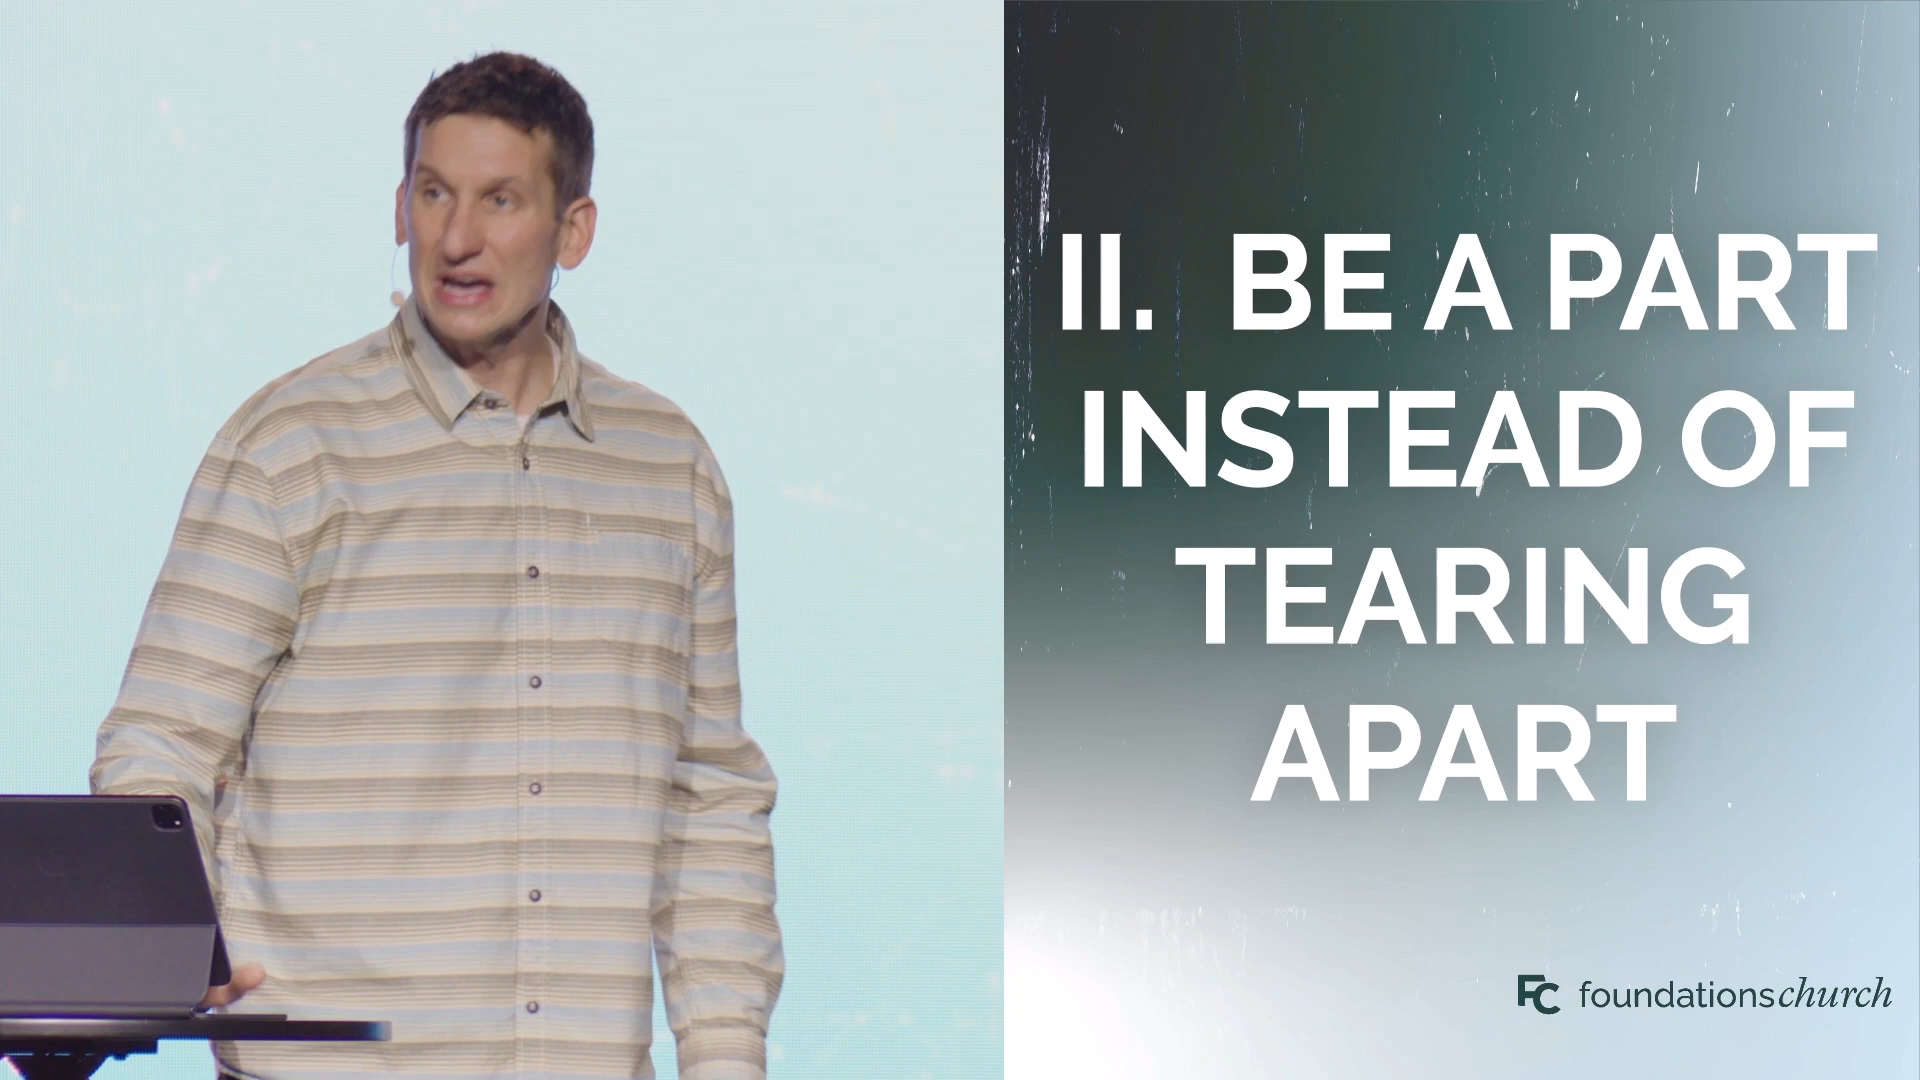 II. BE A PART
INSTEAD OF
TEARING
APART
FC foundationschurch